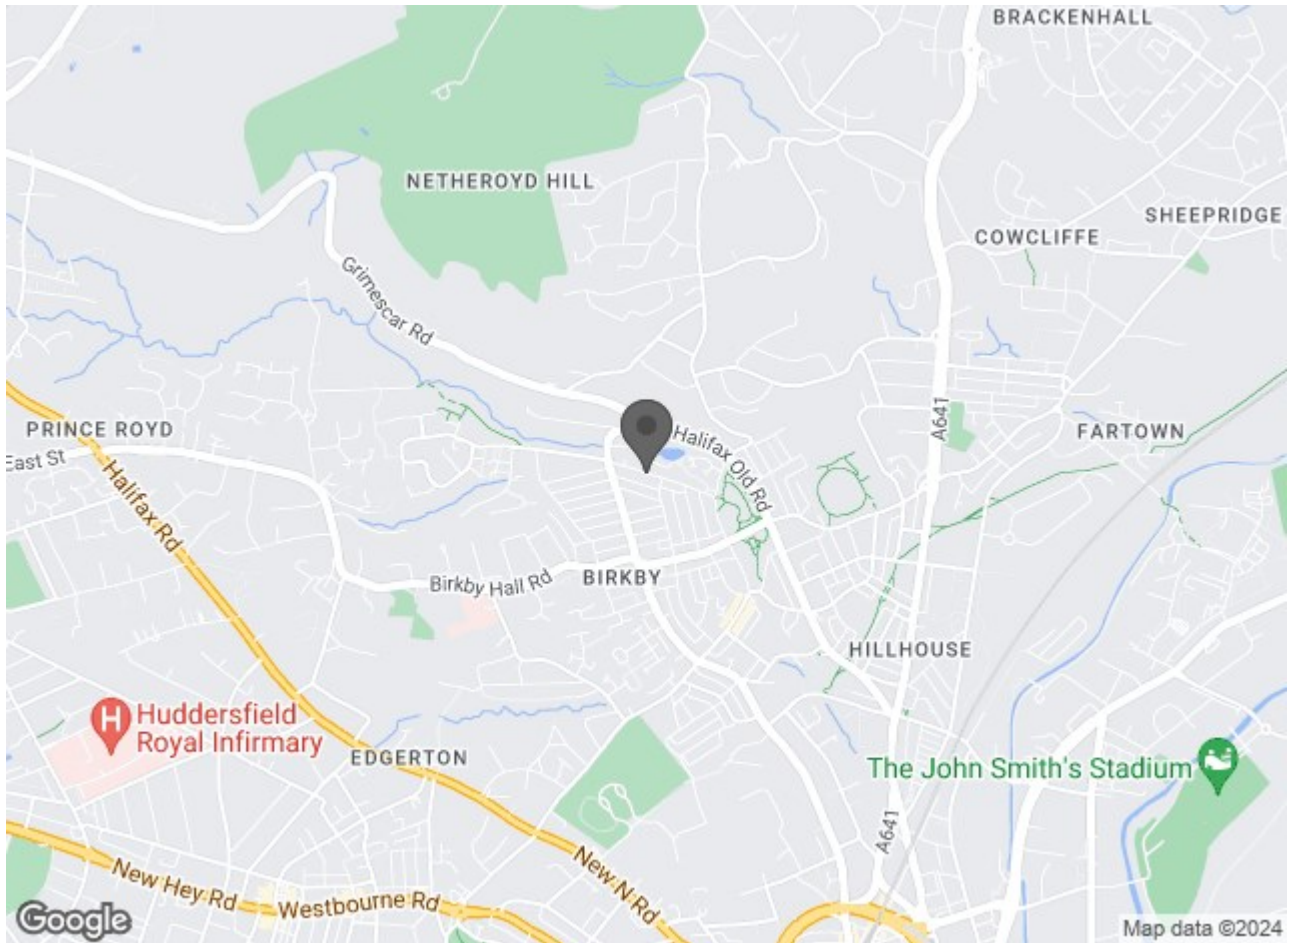 BRACKENHALL
NETHEROYD HILL
SHEEPRIDGE
COWCLIFFE
Grimescar Rd
PRINCE ROYD
East St
Halifax Rd
Halifax Old Rd
A641
FARTOWN
Birkby Hall Rd
BIRKBY
HILLHOUSE
H
Huddersfield
Royal Infirmary
EDGERTON
The John Smith's Stadium
A641
New Hey Rd
Westbourne Rd
New N Rd
Google
Map data ©2024